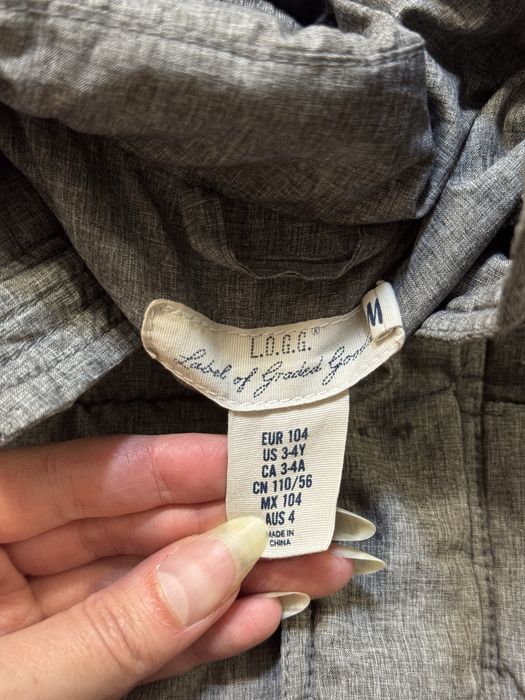 L.O.G.G.®
M
Label of Graded Goods
EUR 104
US 3-4Y
CA 3-4A
CN 110/56
MX 104
AUS 4
MADE IN
CHINA